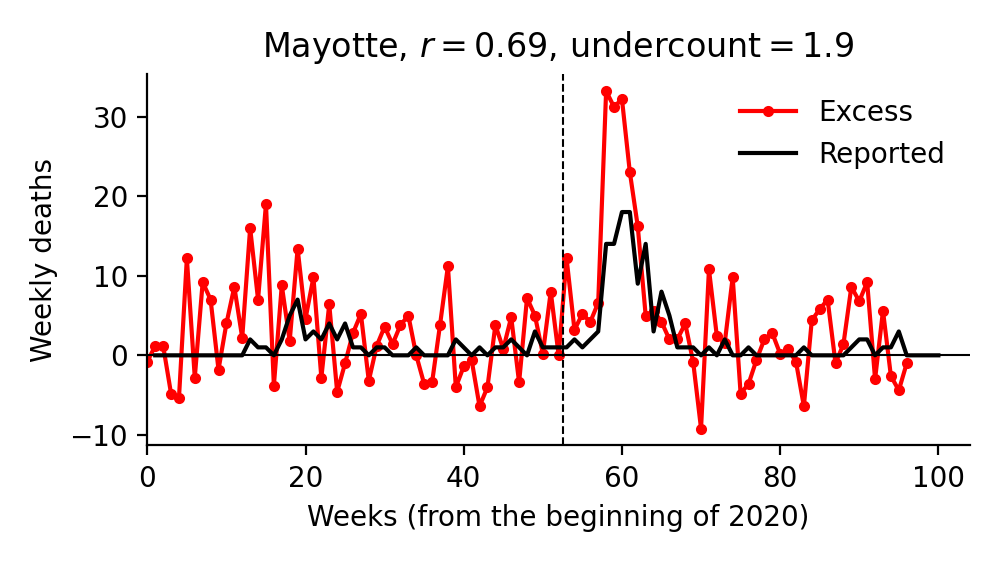 Mayotte, r = 0.69, undercount = 1.9
Excess
Reported
Weekly deaths
30
20
10
0
−10
0 20 40 60 80 100
Weeks (from the beginning of 2020)